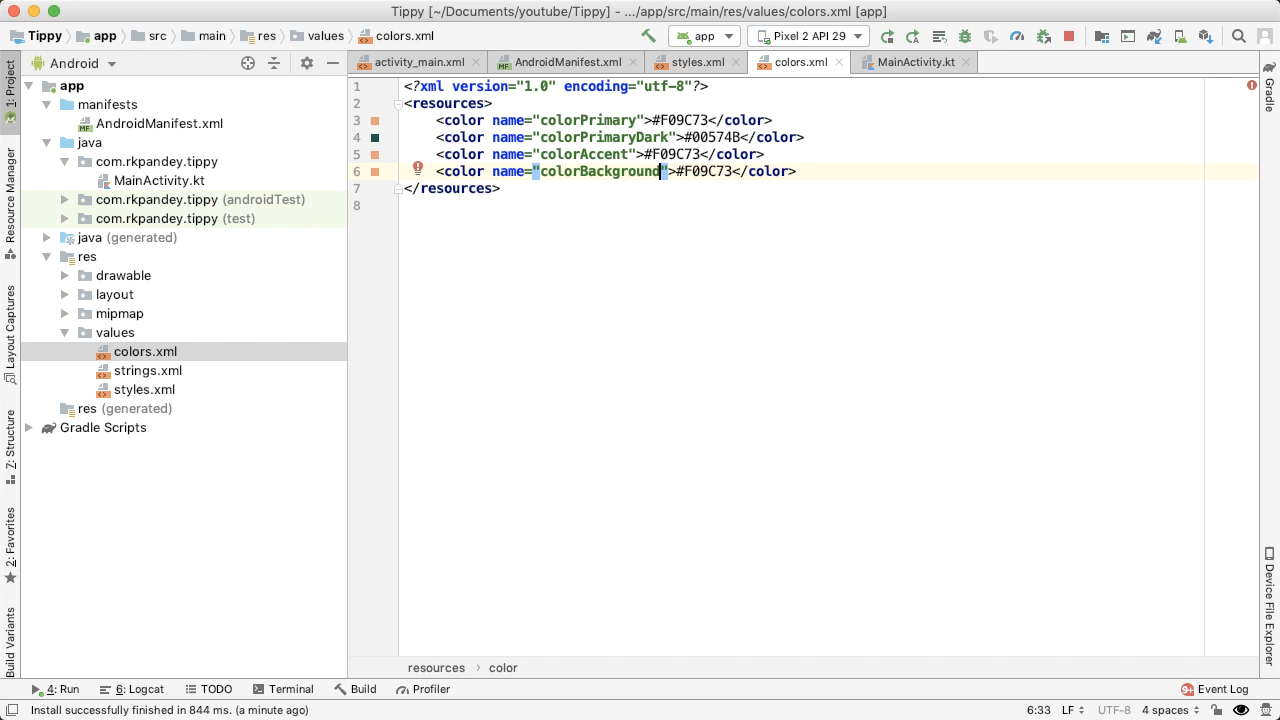 Tippy [~/Documents/youtube/Tippy] - .../app/src/main/res/values/colors.xml [app]
Tippy app src main res values colors.xml app Pixel 2 API 29
1: Project
Resource Manager
Layout Captures
Z: Structure
2: Favorites
Build Variants
Android
app
manifests
AndroidManifest.xml
java
com.rkpandey.tippy
MainActivity.kt
com.rkpandey.tippy (androidTest)
com.rkpandey.tippy (test)
java (generated)
res
drawable
layout
mipmap
values
colors.xml
strings.xml
styles.xml
res (generated)
Gradle Scripts
activity_main.xml AndroidManifest.xml styles.xml colors.xml MainActivity.kt
1 <?xml version="1.0" encoding="utf-8"?>
2 <resources>
3 <color name="colorPrimary">#F09C73</color>
4 <color name="colorPrimaryDark">#00574B</color>
5 <color name="colorAccent">#F09C73</color>
6 <color name="colorBackground">#F09C73</color>
7 </resources>
8
resources › color
Gradle
Device File Explorer
4: Run 6: Logcat TODO Terminal Build Profiler 9+ Event Log
Install successfully finished in 844 ms. (a minute ago) 6:33 LF UTF-8 4 spaces